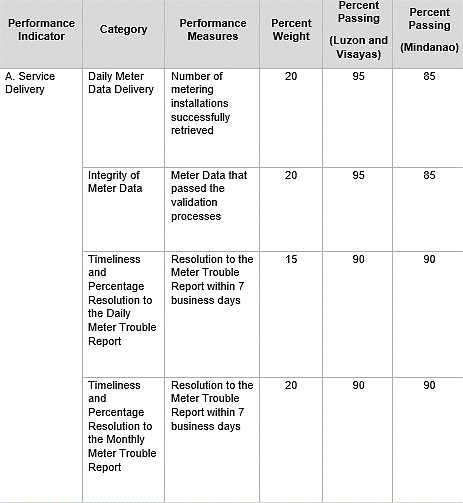 Performance Indicator
Category
Performance Measures
Percent Weight
Percent Passing (Luzon and Visayas)
Percent Passing (Mindanao)
A. Service Delivery
Daily Meter Data Delivery
Number of metering installations successfully retrieved
20
95
85
Integrity of Meter Data
Meter Data that passed the validation processes
20
95
85
Timeliness and Percentage Resolution to the Daily Meter Trouble Report
Resolution to the Meter Trouble Report within 7 business days
15
90
90
Timeliness and Percentage Resolution to the Monthly Meter Trouble Report
Resolution to the Meter Trouble Report within 7 business days
20
90
90